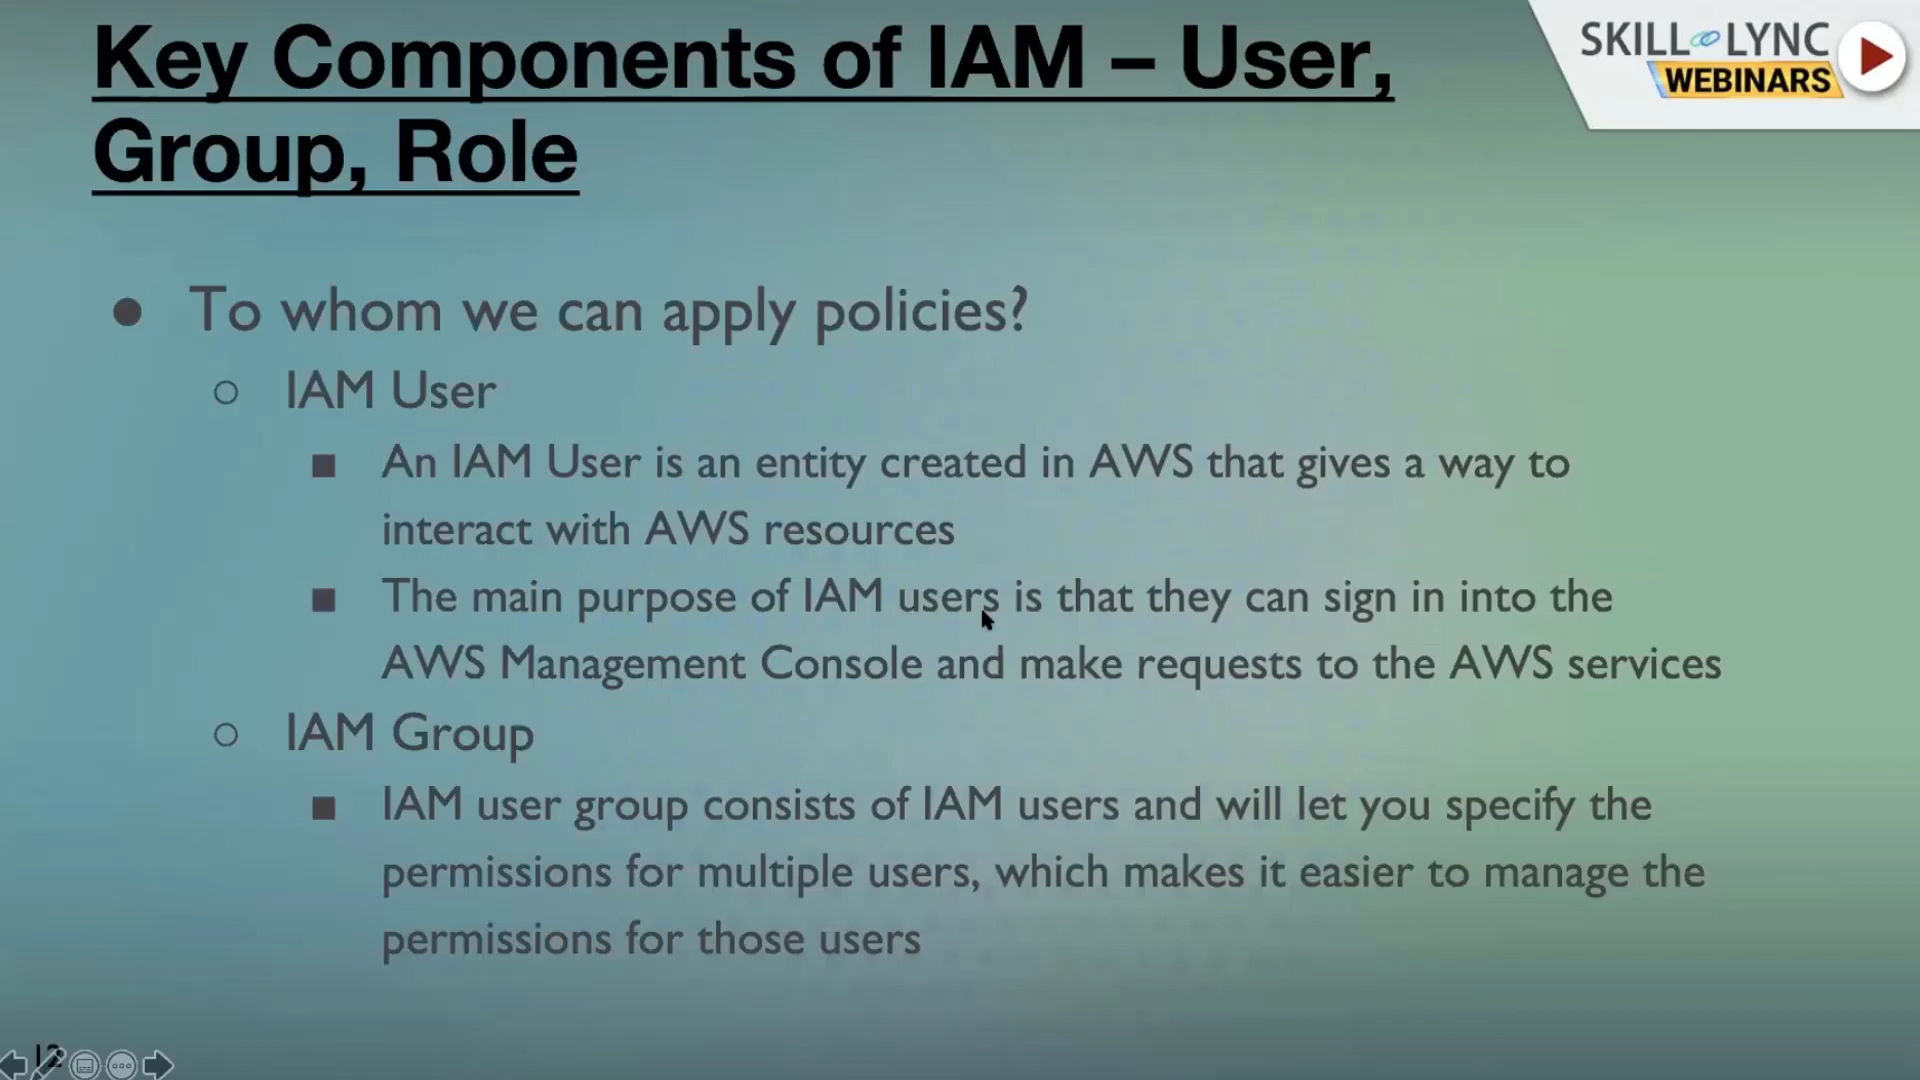 Key Components of IAM – User,
Group, Role
SKILL LYNC
WEBINARS
● To whom we can apply policies?
○ IAM User
■ An IAM User is an entity created in AWS that gives a way to
interact with AWS resources
■ The main purpose of IAM users is that they can sign in into the
AWS Management Console and make requests to the AWS services
○ IAM Group
■ IAM user group consists of IAM users and will let you specify the
permissions for multiple users, which makes it easier to manage the
permissions for those users
12